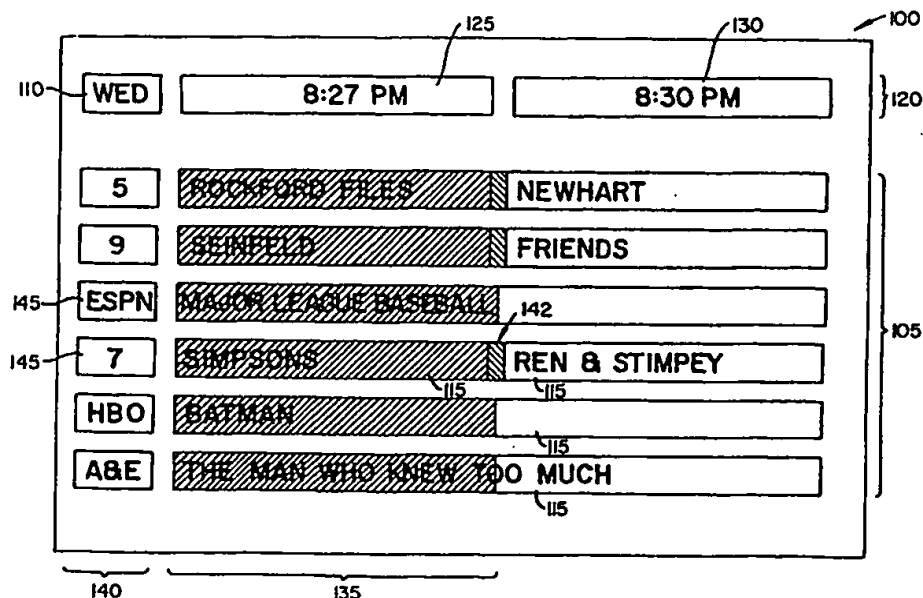 125 130 100
110 WED 8:27 PM 8:30 PM 120
5 ROCKFORD FILES NEWHART
9 SEINFELD FRIENDS
145 ESPN MAJOR LEAGUE BASEBALL
142
145 7 SIMPSONS REN & STIMPEY 105
115 115
HBO BATMAN
115
A&E THE MAN WHO KNEW TOO MUCH
115
140 135